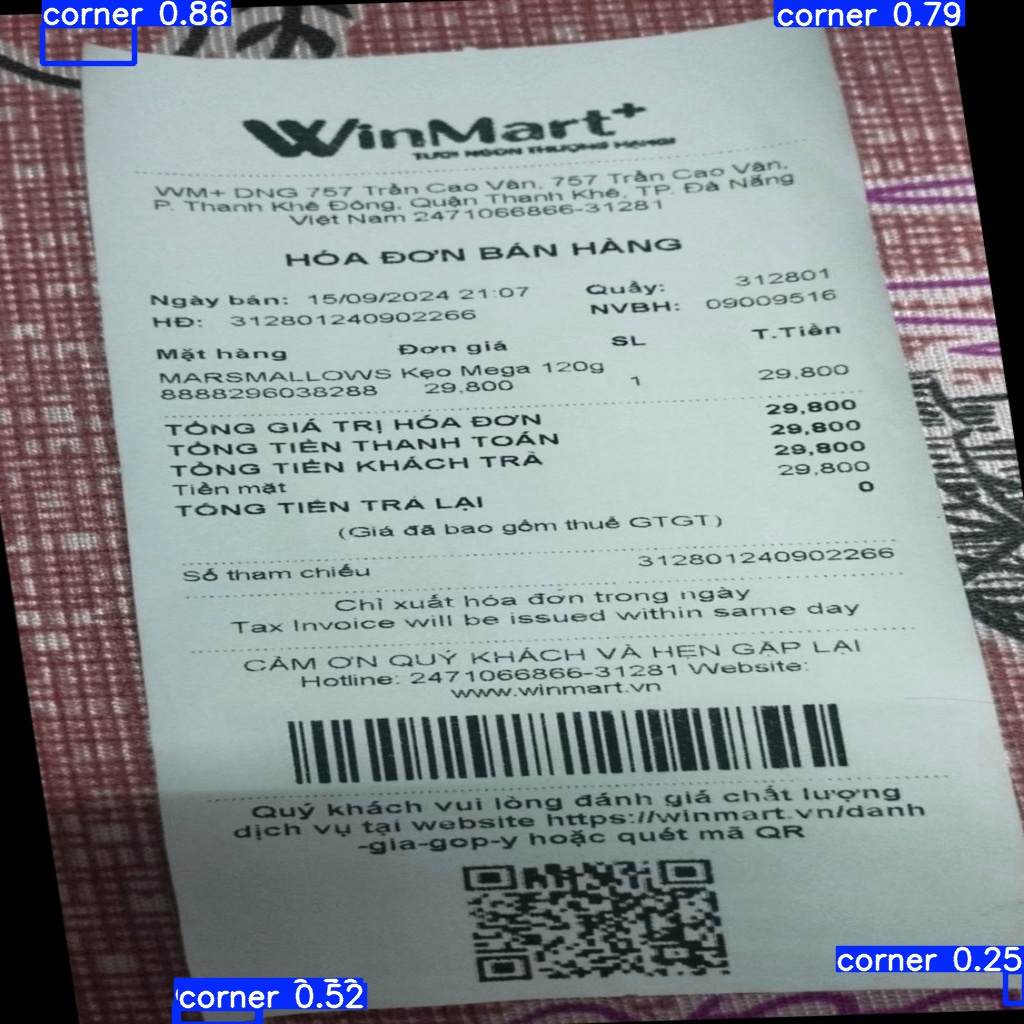 corner 0.86
corner 0.79
WinMart+
TƯƠI NGON THƯỢNG HẠNG!
WM+ DNG 757 Trần Cao Vân, 757 Trần Cao Vân,
P. Thanh Khê Đông, Quận Thanh Khê, TP. Đà Nẵng
Việt Nam 2471066866-31281
HÓA ĐƠN BÁN HÀNG
Ngày bán: 15/09/2024 21:07 Quầy: 312801
HĐ: 312801240902266 NVBH: 09009516
Mặt hàng Đơn giá SL T.Tiền
MARSMALLOWS Kẹo Mega 120g
8888296038288 29,800 1 29,800
TỔNG GIÁ TRỊ HÓA ĐƠN 29,800
TỔNG TIỀN THANH TOÁN 29,800
TỔNG TIỀN KHÁCH TRẢ 29,800
Tiền mặt 29,800
TỔNG TIỀN TRẢ LẠI 0
(Giá đã bao gồm thuế GTGT)
Số tham chiếu 312801240902266
Chỉ xuất hóa đơn trong ngày
Tax Invoice will be issued within same day
CẢM ƠN QUÝ KHÁCH VÀ HẸN GẶP LẠI
Hotline: 2471066866-31281 Website:
www.winmart.vn
Quý khách vui lòng đánh giá chất lượng
dịch vụ tại website https://winmart.vn/danh
-gia-gop-y hoặc quét mã QR
corner 0.25
corner 0.52